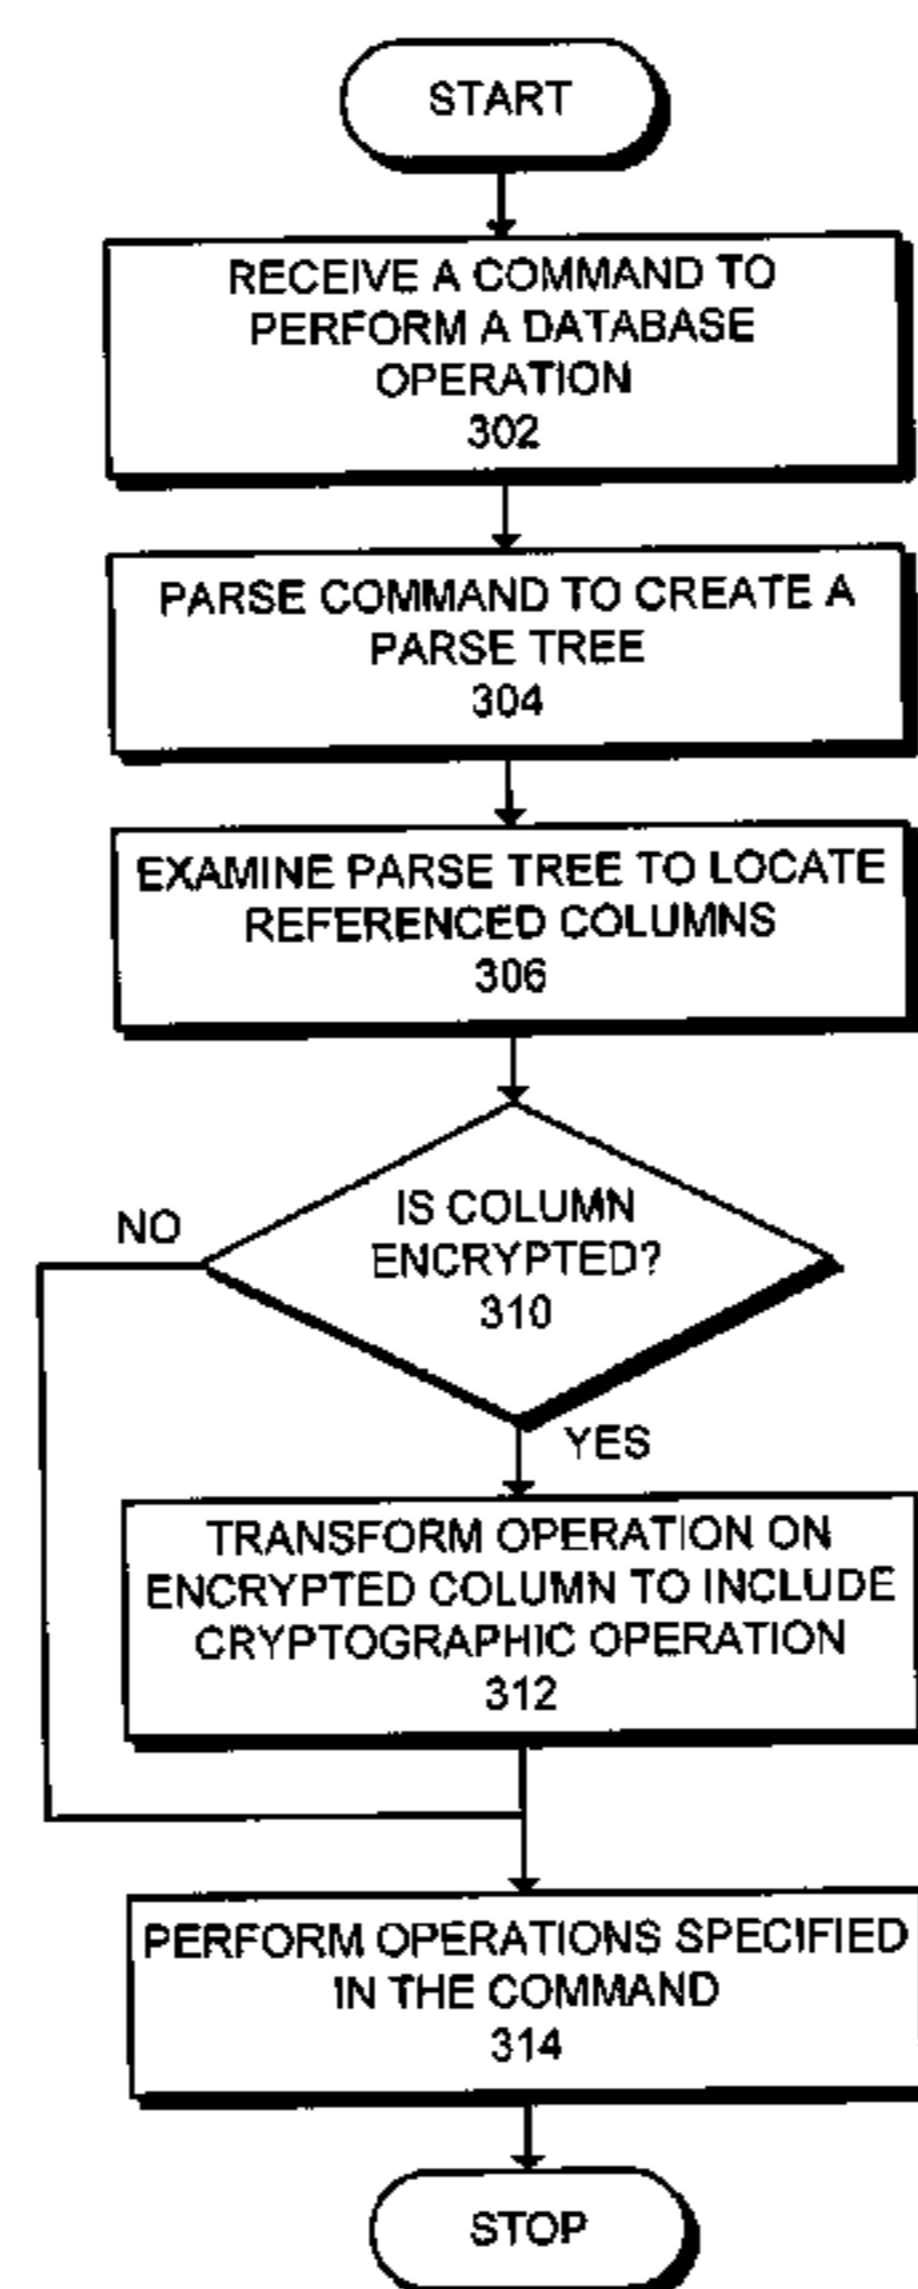 START
RECEIVE A COMMAND TO
PERFORM A DATABASE
OPERATION
302
PARSE COMMAND TO CREATE A
PARSE TREE
304
EXAMINE PARSE TREE TO LOCATE
REFERENCED COLUMNS
306
IS COLUMN
ENCRYPTED?
310
NO
YES
TRANSFORM OPERATION ON
ENCRYPTED COLUMN TO INCLUDE
CRYPTOGRAPHIC OPERATION
312
PERFORM OPERATIONS SPECIFIED
IN THE COMMAND
314
STOP